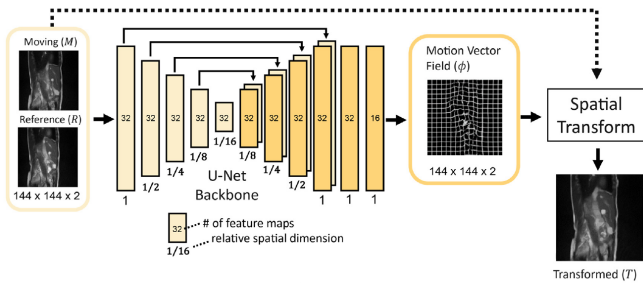 Moving (M)
Reference (R)
144 x 144 x 2
32
32
32
32
32
32
32
32
32
32
16
1
1/2
1/4
1/8
1/16
1/8
1/4
1/2
1
1
1
U-Net
Backbone
32
# of feature maps
1/16
relative spatial dimension
Motion Vector
Field (ϕ)
144 x 144 x 2
Spatial
Transform
Transformed (T)